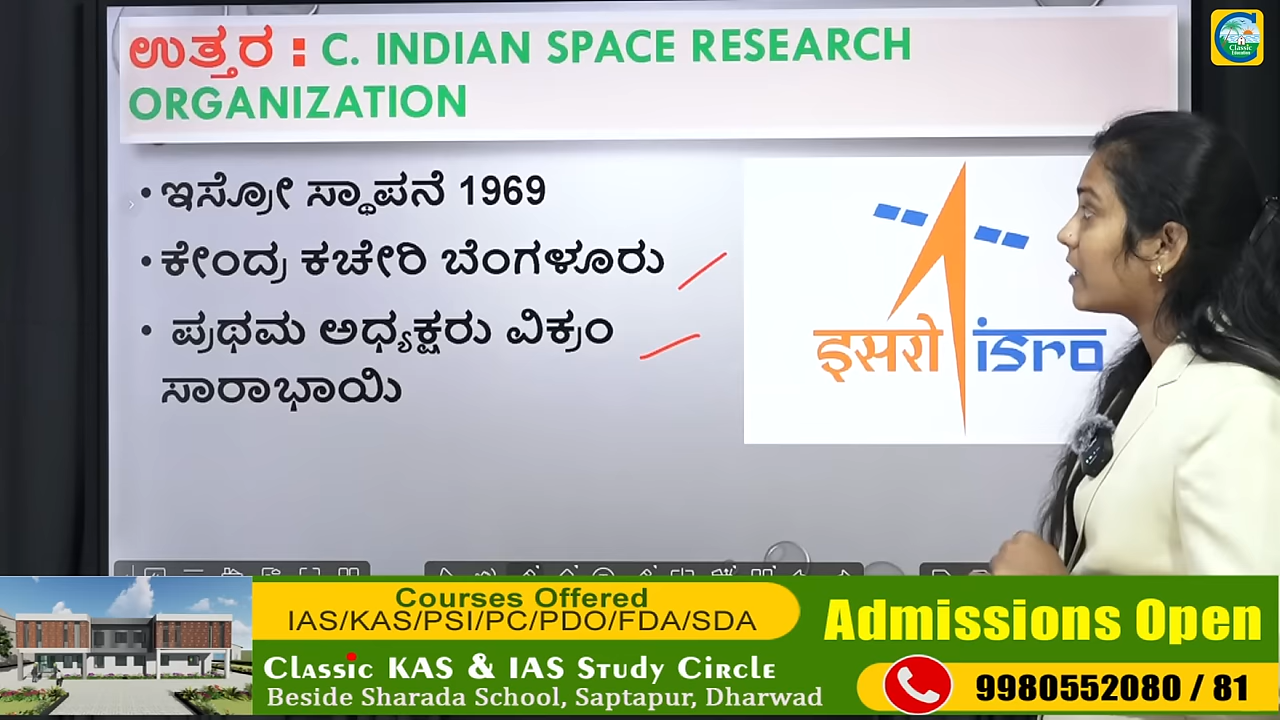 ಉತ್ತರ : C. INDIAN SPACE RESEARCH
ORGANIZATION
Classic
Education
• ಇಸ್ರೋ ಸ್ಥಾಪನೆ 1969
• ಕೇಂದ್ರ ಕಚೇರಿ ಬೆಂಗಳೂರು
• ಪ್ರಥಮ ಅಧ್ಯಕ್ಷರು ವಿಕ್ರಂ
ಸಾರಾಭಾಯಿ
इसरो isro
Courses Offered
IAS/KAS/PSI/PC/PDO/FDA/SDA
Classic KAS & IAS Study Circle
Beside Sharada School, Saptapur, Dharwad
Admissions Open
9980552080 / 81